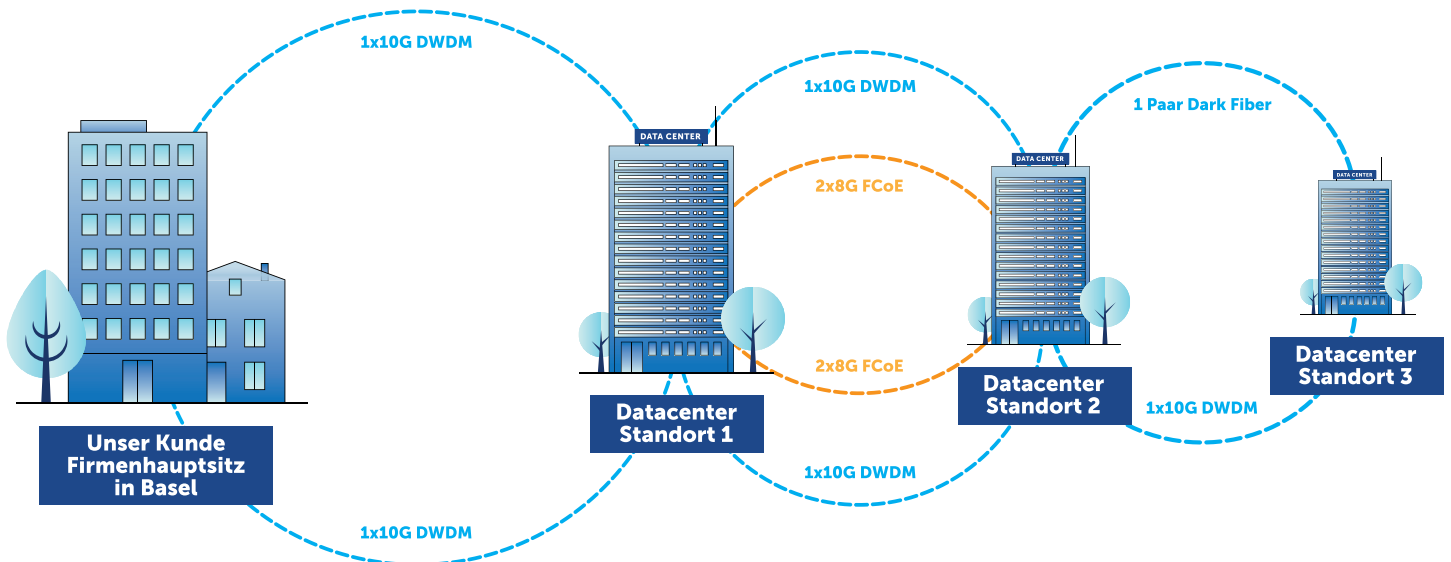 1x10G DWDM
1x10G DWDM
1 Paar Dark Fiber
DATA CENTER
DATA CENTER
DATA CENTER
2x8G FCoE
2x8G FCoE
Datacenter
Standort 3
Datacenter
Standort 2
Datacenter
Standort 1
1x10G DWDM
Unser Kunde
Firmenhauptsitz
in Basel
1x10G DWDM
1x10G DWDM